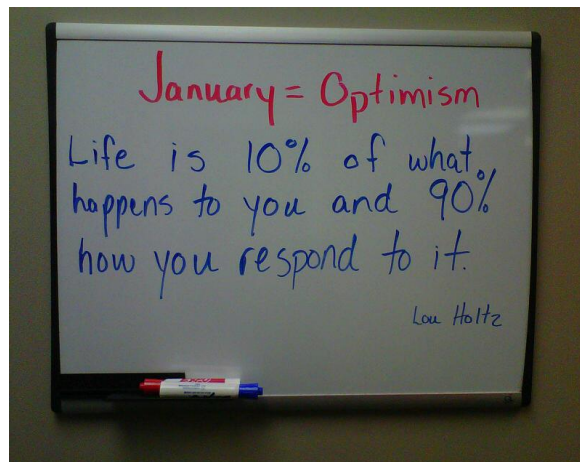 January = Optimism
Life is 10% of what
happens to you and 90%
how you respond to it.
Lou Holtz